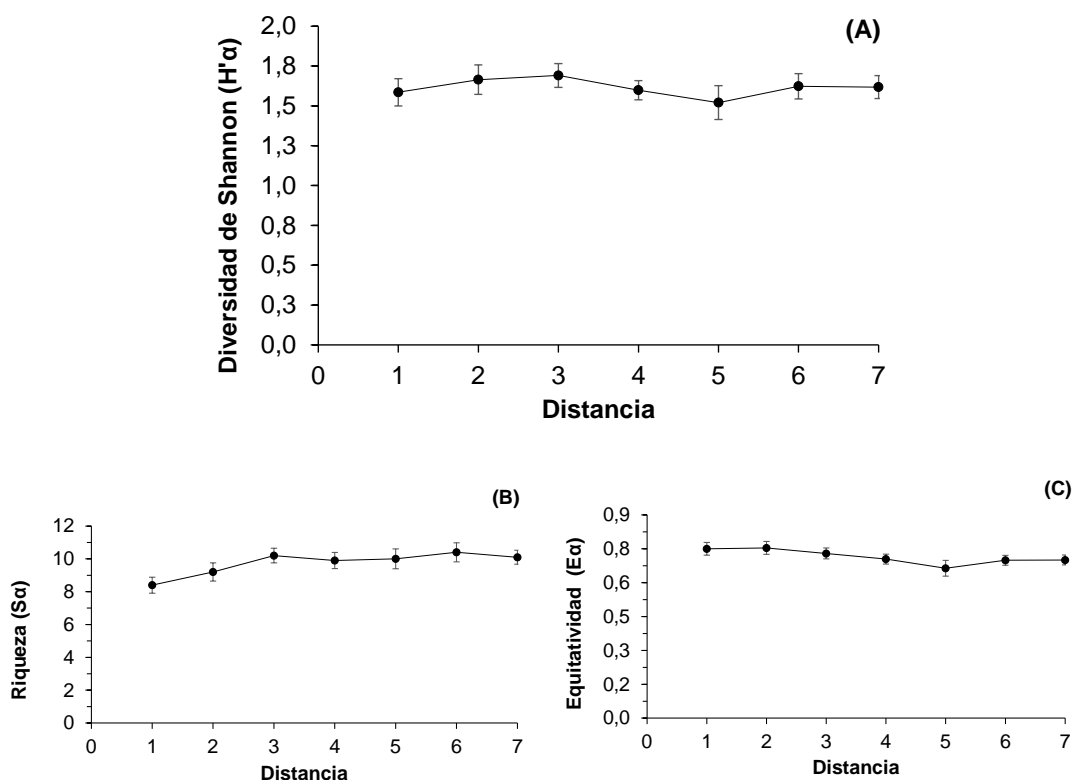 (A)
Diversidad de Shannon (H'α)
2,0
1,8
1,5
1,3
1,0
0,8
0,5
0,3
0,0
0 1 2 3 4 5 6 7
Distancia
(B)
Riqueza (Sα)
12
10
8
6
4
2
0
0 1 2 3 4 5 6 7
Distancia
(C)
Equitatividad (Eα)
0,9
0,8
0,6
0,5
0,3
0,2
0,0
0 1 2 3 4 5 6 7
Distancia